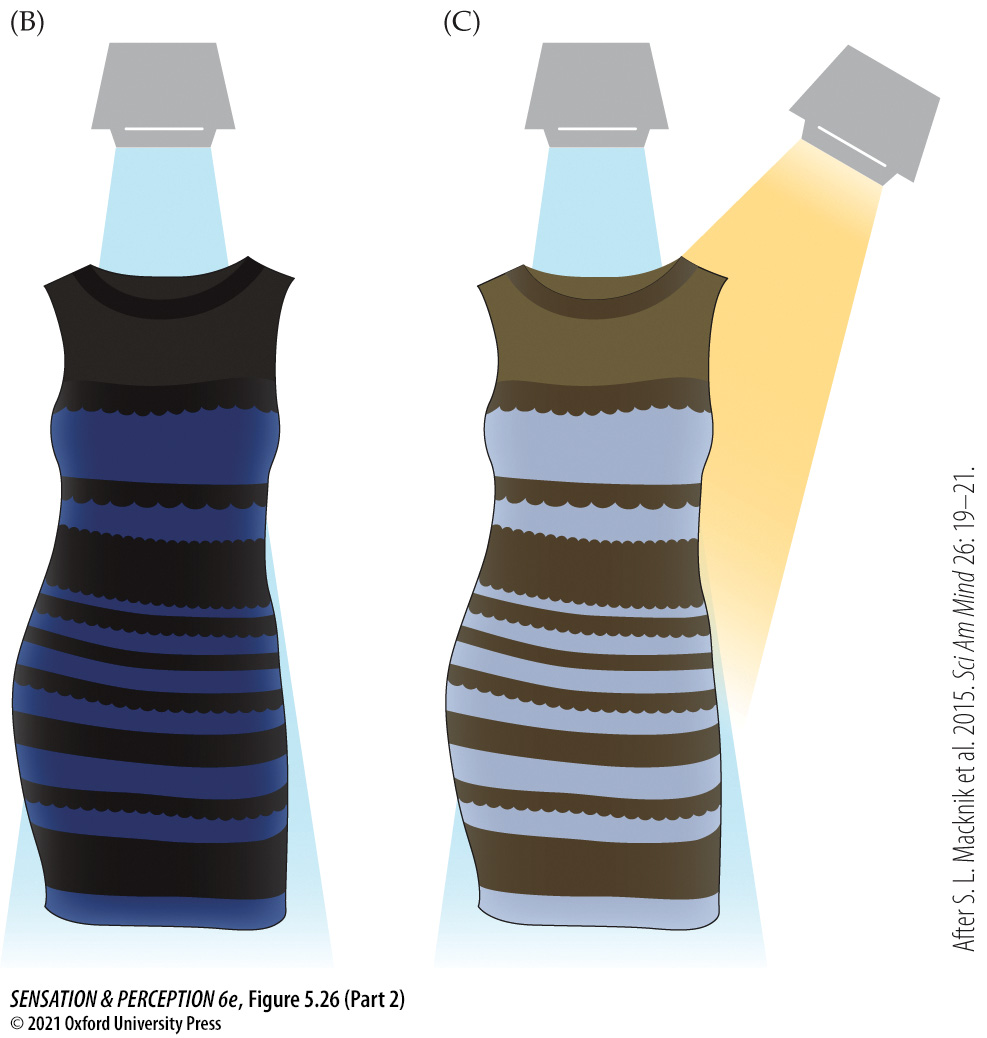 (B)
(C)
After S. L. Macknik et al. 2015. Sci Am Mind 26: 19–21.
SENSATION & PERCEPTION 6e, Figure 5.26 (Part 2)
© 2021 Oxford University Press